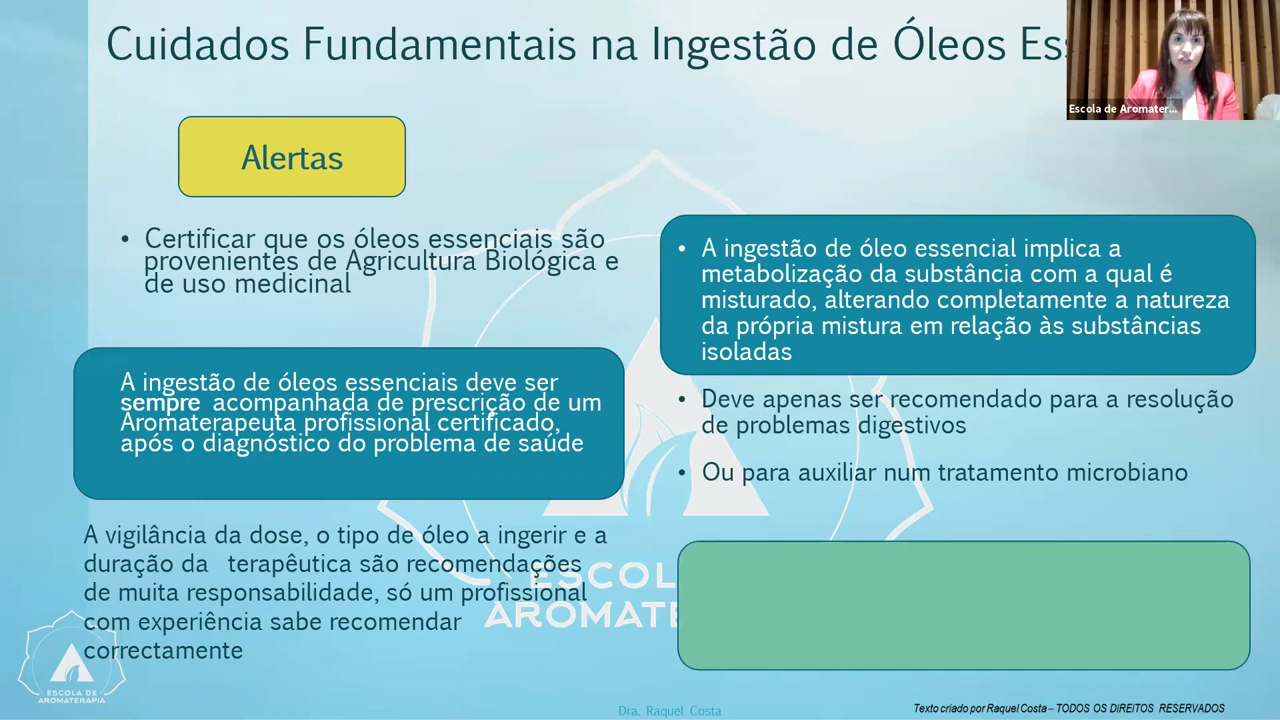 Cuidados Fundamentais na Ingestão de Óleos Es
Escola de Aromater...
Alertas
• Certificar que os óleos essenciais são
provenientes de Agricultura Biológica e
de uso medicinal
A ingestão de óleos essenciais deve ser
sempre acompanhada de prescrição de um
Aromaterapeuta profissional certificado,
após o diagnóstico do problema de saúde
A vigilância da dose, o tipo de óleo a ingerir e a
duração da terapêutica são recomendações
de muita responsabilidade, só um profissional
com experiência sabe recomendar
correctamente
• A ingestão de óleo essencial implica a
metabolização da substância com a qual é
misturado, alterando completamente a natureza
da própria mistura em relação às substâncias
isoladas
• Deve apenas ser recomendado para a resolução
de problemas digestivos
• Ou para auxiliar num tratamento microbiano
ESCOL
AROMATE
ESCOLA DE
AROMATERAPIA
Dra. Raquel Costa
Texto criado por Raquel Costa – TODOS OS DIREITOS RESERVADOS